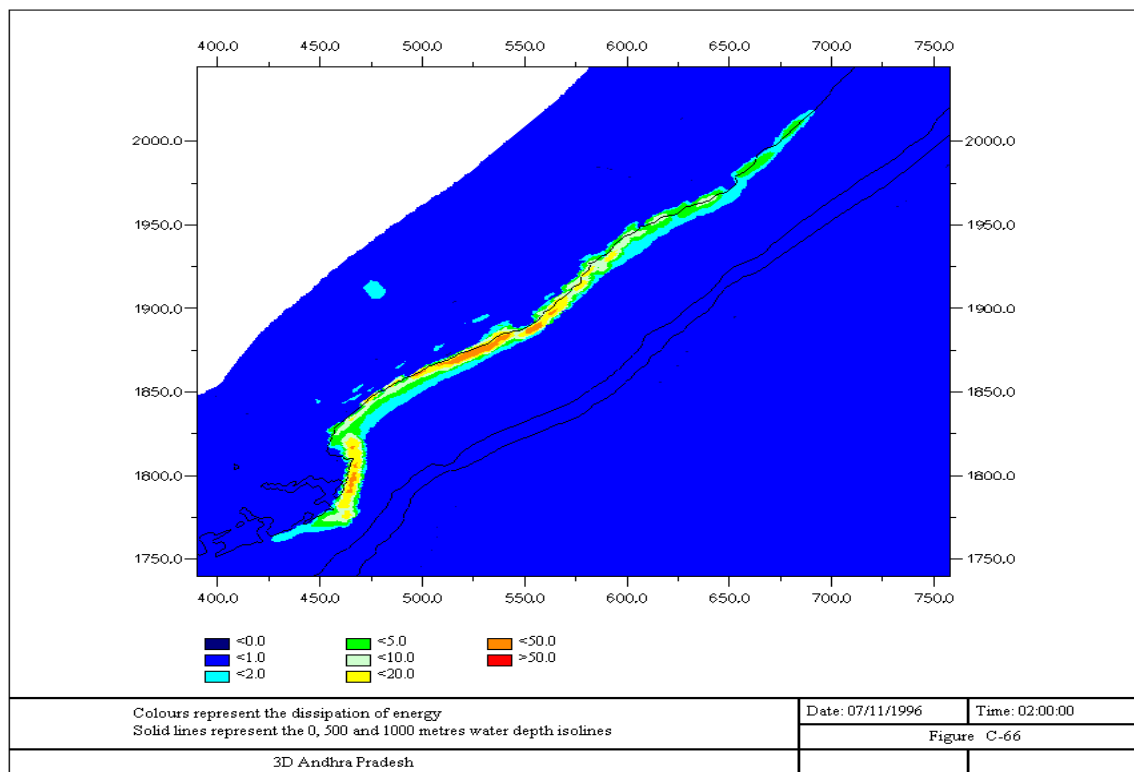 400.0 450.0 500.0 550.0 600.0 650.0 700.0 750.0
2000.0 2000.0
1950.0 1950.0
1900.0 1900.0
1850.0 1850.0
1800.0 1800.0
1750.0 1750.0
400.0 450.0 500.0 550.0 600.0 650.0 700.0 750.0
<0.0 <5.0 <50.0
<1.0 <10.0 >50.0
<2.0 <20.0
Colours represent the dissipation of energy
Solid lines represent the 0, 500 and 1000 metres water depth isolines
Date: 07/11/1996 Time: 02:00:00
Figure C-66
3D Andhra Pradesh